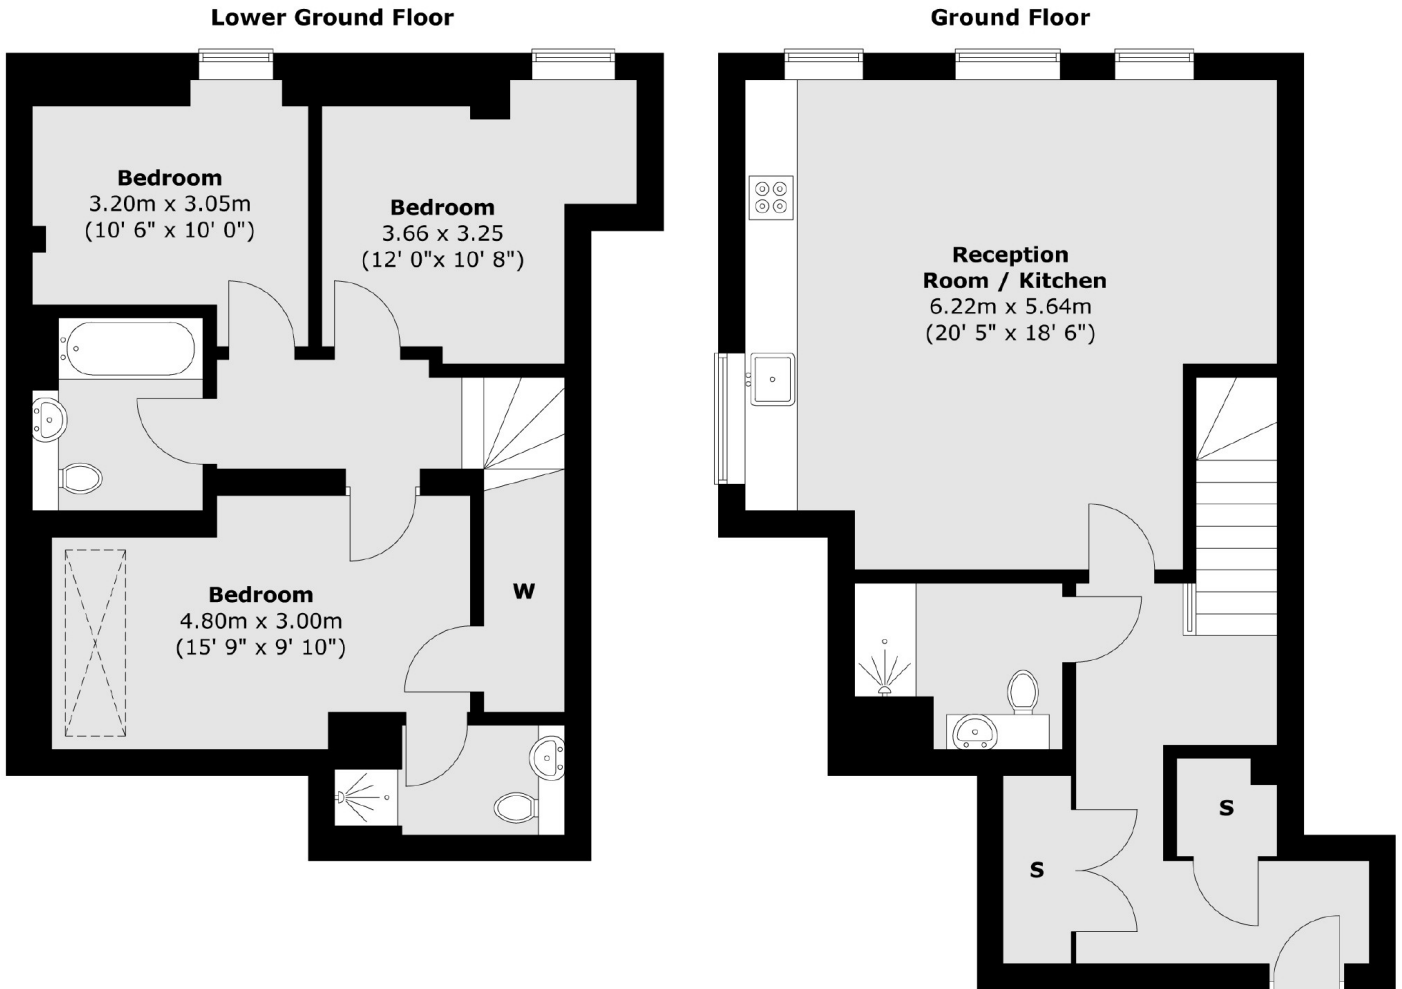 Lower Ground Floor
Bedroom
3.20m x 3.05m
(10' 6" x 10' 0")
Bedroom
3.66 x 3.25
(12' 0"x 10' 8")
Bedroom
4.80m x 3.00m
(15' 9" x 9' 10")
W
Ground Floor
Reception
Room / Kitchen
6.22m x 5.64m
(20' 5" x 18' 6")
S
S